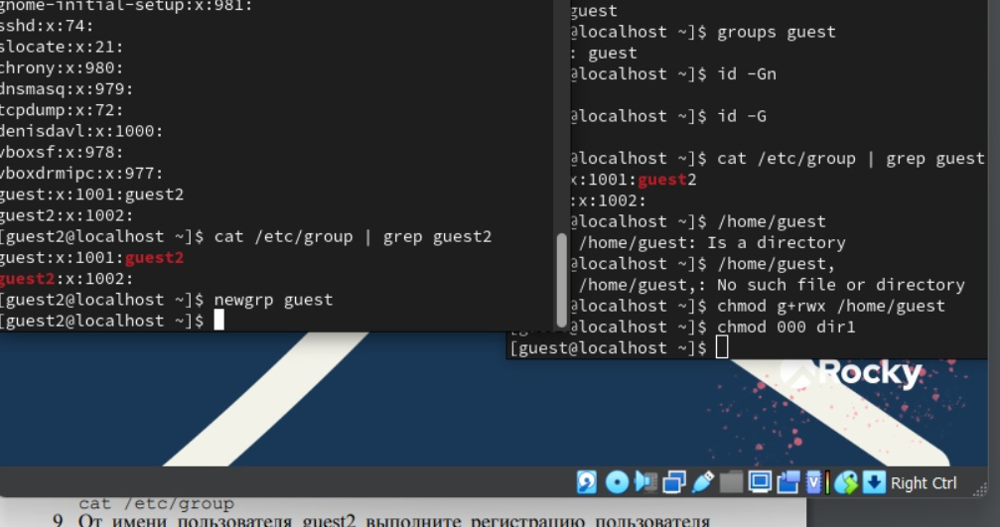 gnome-initial-setup:x:981:
sshd:x:74:
slocate:x:21:
chrony:x:980:
dnsmasq:x:979:
tcpdump:x:72:
denisdavl:x:1000:
vboxsf:x:978:
vboxdrmipc:x:977:
guest:x:1001:guest2
guest2:x:1002:
[guest2@localhost ~]$ cat /etc/group | grep guest2
guest:x:1001:guest2
guest2:x:1002:
[guest2@localhost ~]$ newgrp guest
[guest2@localhost ~]$
guest
@localhost ~]$ groups guest
: guest
@localhost ~]$ id -Gn
@localhost ~]$ id -G
@localhost ~]$ cat /etc/group | grep guest
x:1001:guest2
:x:1002:
@localhost ~]$ /home/guest
/home/guest: Is a directory
@localhost ~]$ /home/guest,
/home/guest,: No such file or directory
@localhost ~]$ chmod g+rwx /home/guest
@localhost ~]$ chmod 000 dir1
[guest@localhost ~]$
Rocky
Right Ctrl
cat /etc/group
9 От имени пользователя guest2 выполните регистрацию пользователя